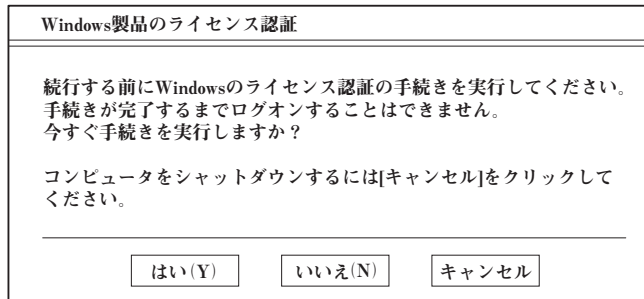 Windows製品のライセンス認証
続行する前にWindowsのライセンス認証の手続きを実行してください。
手続きが完了するまでログオンすることはできません。
今すぐ手続きを実行しますか？
コンピュータをシャットダウンするには[キャンセル]をクリックして
ください。
はい(Y) いいえ(N) キャンセル